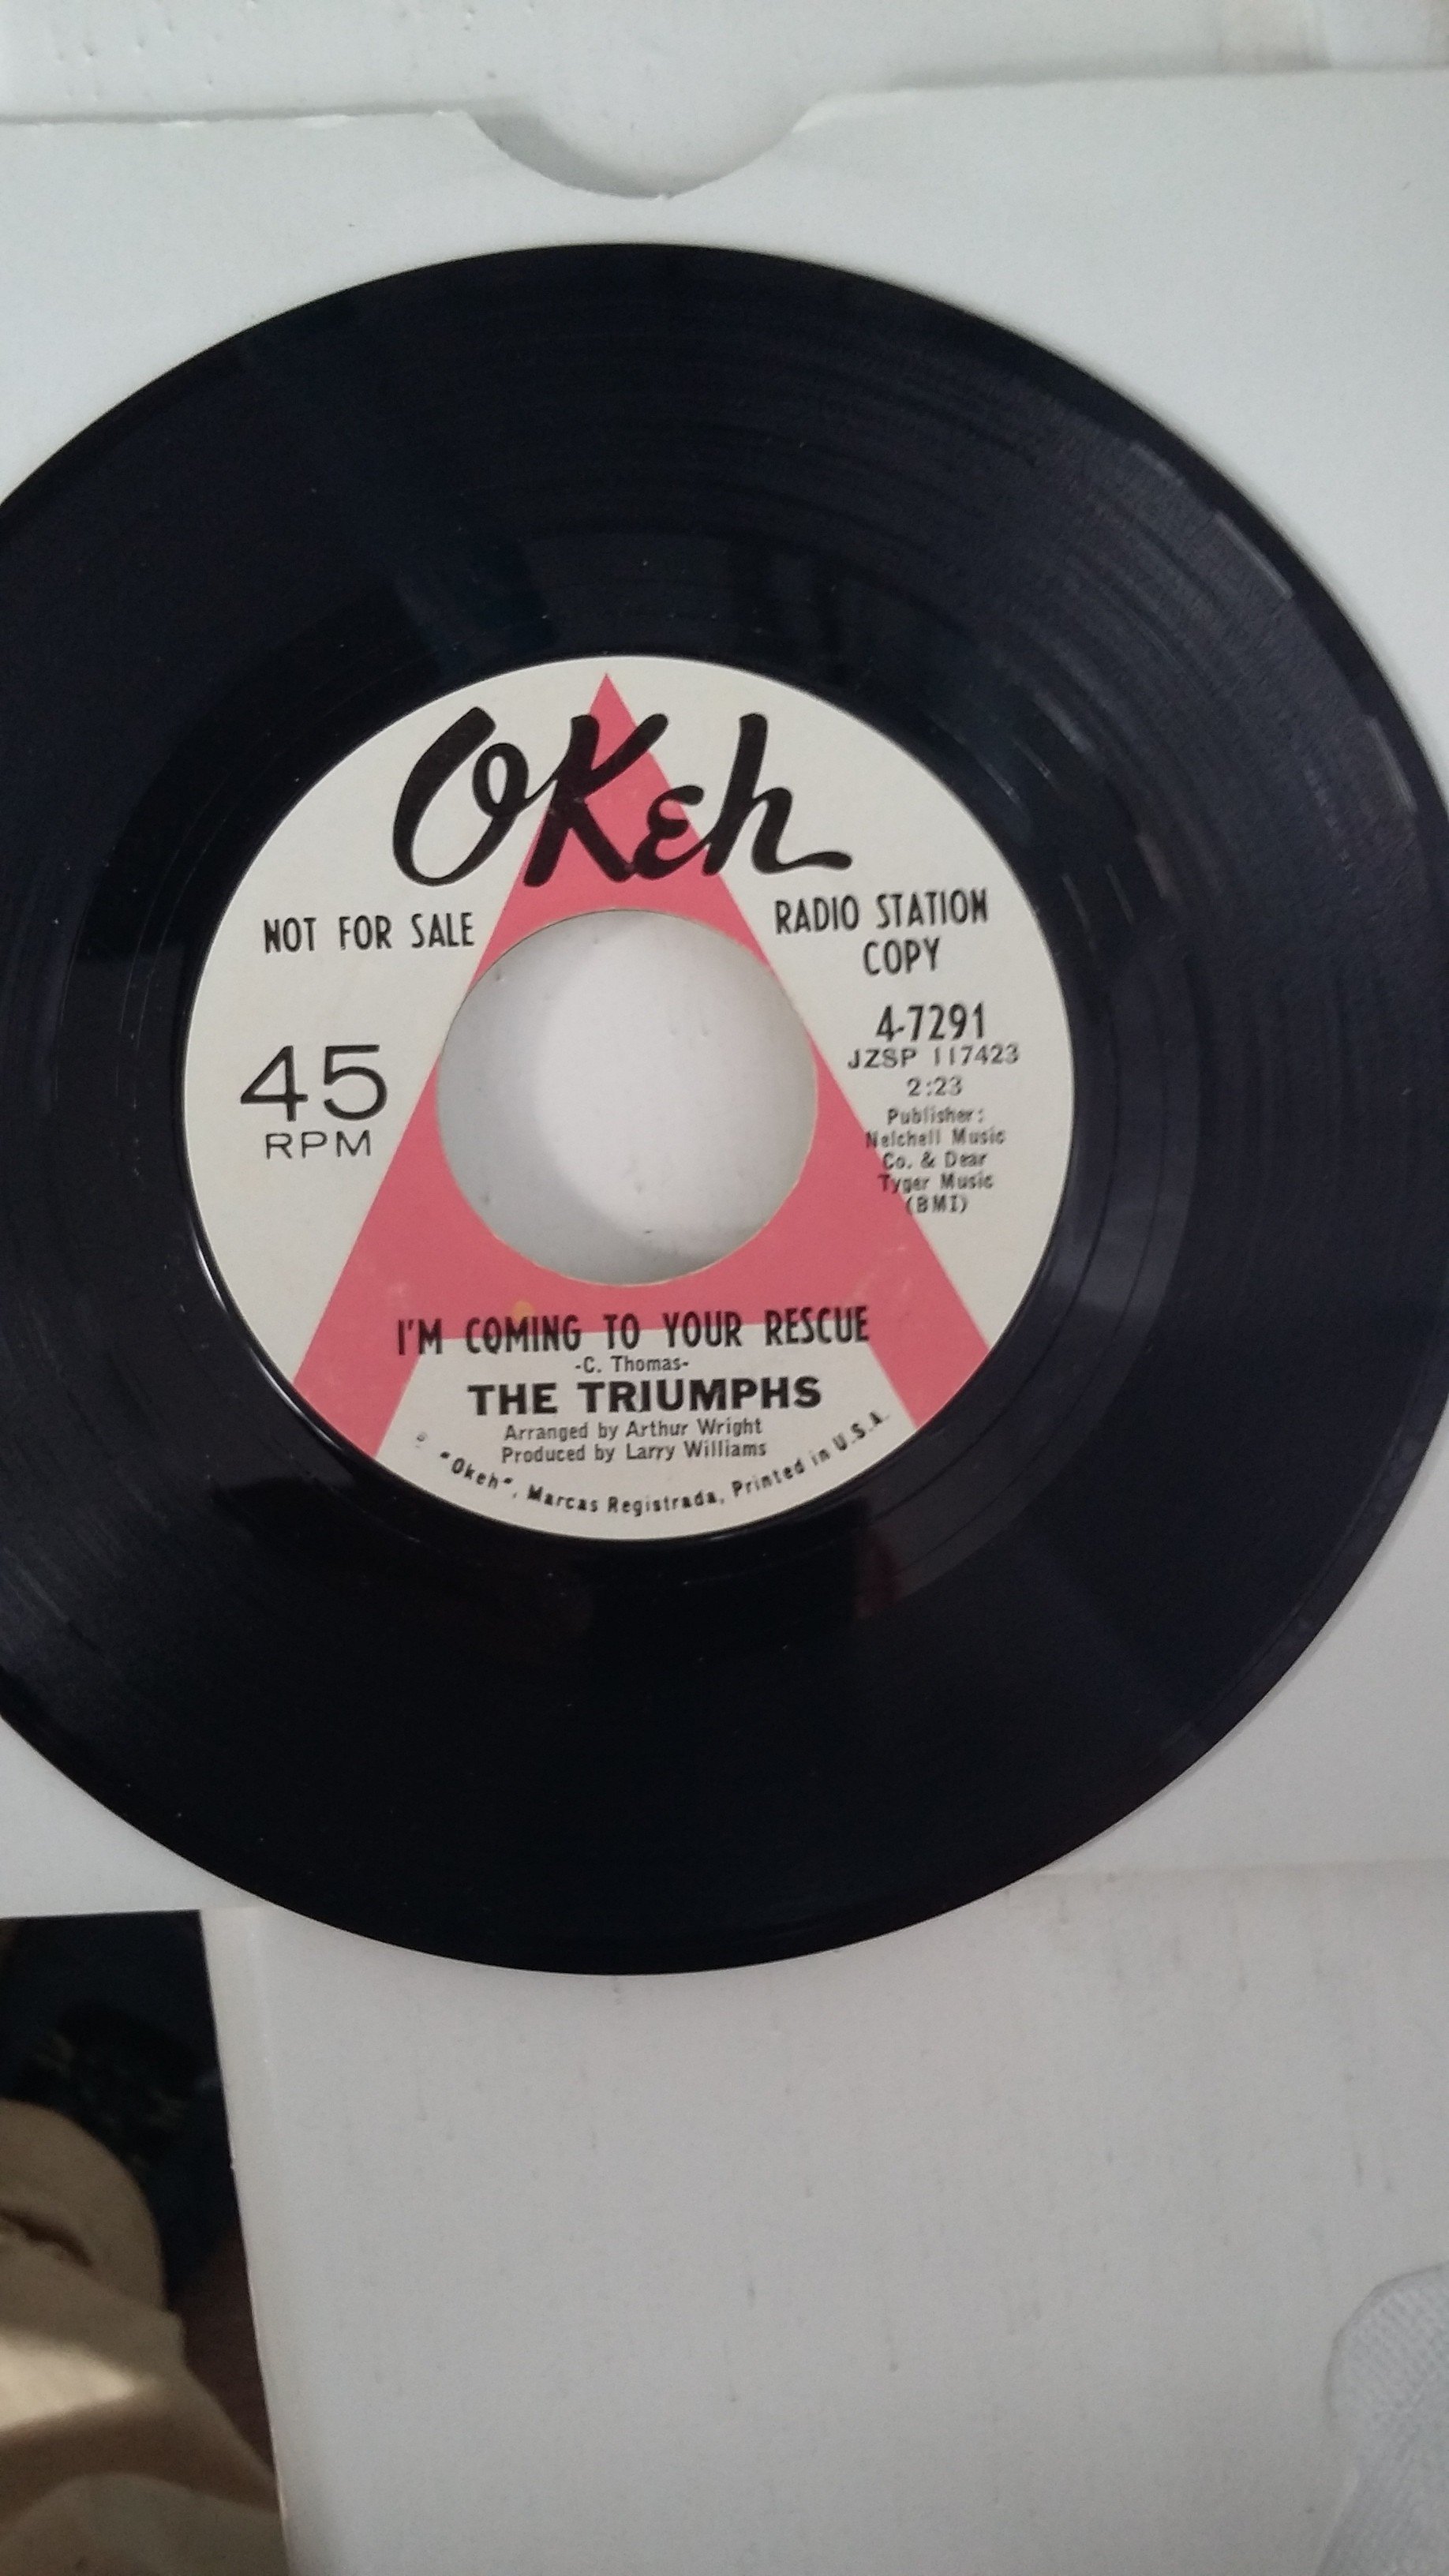 OKeh
NOT FOR SALE
RADIO STATION
COPY
45
RPM
4-7291
JZSP 117423
2:23
Publisher:
Nelchell Music
Co. & Dear
Tyger Music
(BMI)
I'M COMING TO YOUR RESCUE
-C. Thomas-
THE TRIUMPHS
Arranged by Arthur Wright
Produced by Larry Williams
"Okeh", Marcas Registrada, Printed in U.S.A.